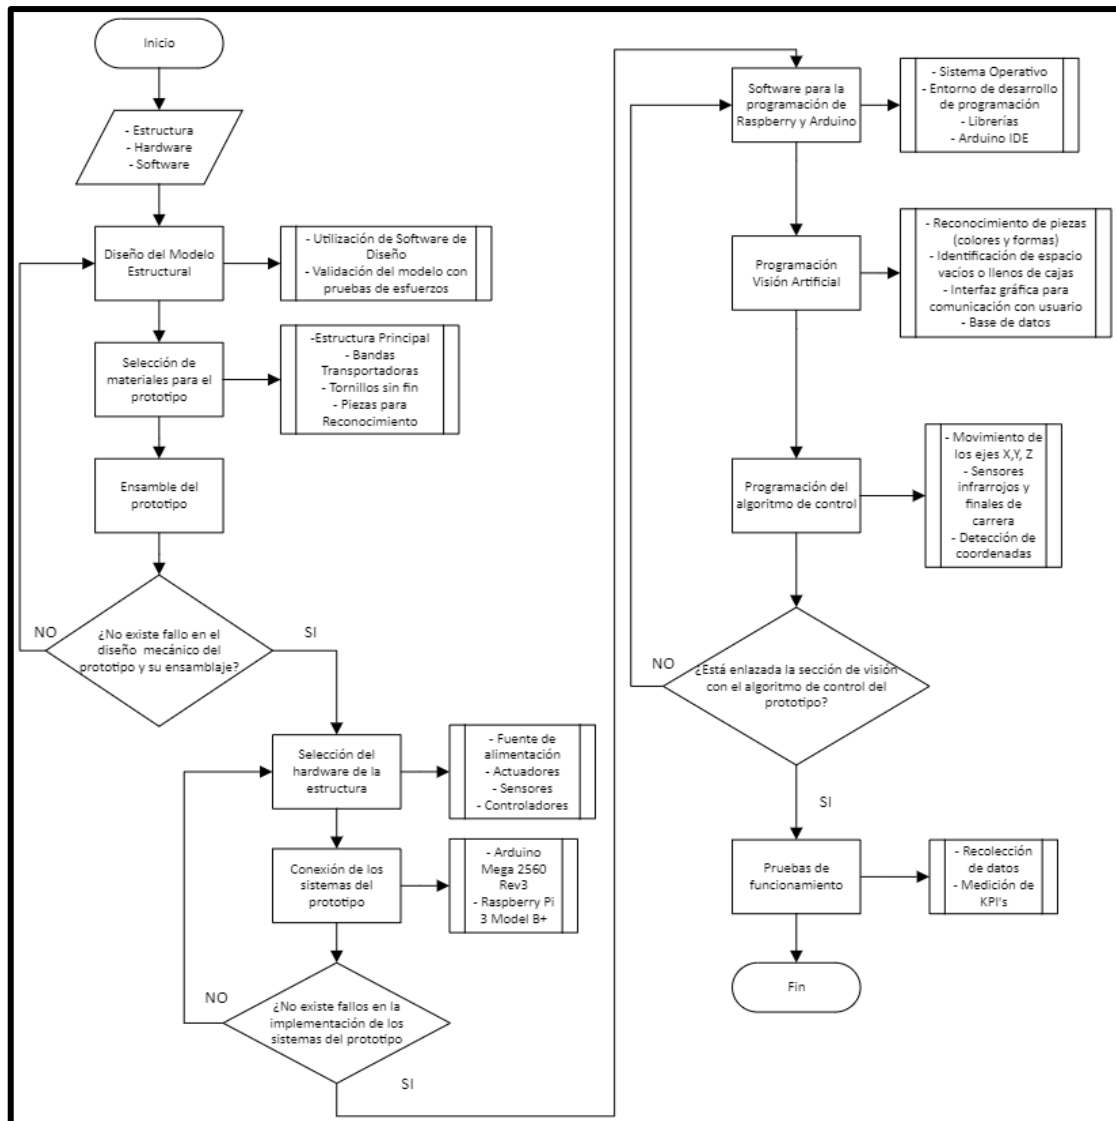 Inicio
- Estructura
- Hardware
- Software
Diseño del Modelo
Estructural
- Utilización de Software de
Diseño
- Validación del modelo con
pruebas de esfuerzos
Selección de
materiales para el
prototipo
-Estructura Principal
- Bandas
Transportadoras
- Tornillos sin fin
- Piezas para
Reconocimiento
Ensamble del
prototipo
¿No existe fallo en el
diseño mecánico del
prototipo y su ensamblaje?
NO
SI
Selección del
hardware de la
estructura
- Fuente de
alimentación
- Actuadores
- Sensores
- Controladores
Conexión de los
sistemas del
prototipo
- Arduino
Mega 2560
Rev3
- Raspberry Pi
3 Model B+
¿No existe fallos en la
implementación de los
sistemas del prototipo
NO
SI
Software para la
programación de
Raspberry y Arduino
- Sistema Operativo
- Entorno de desarrollo
de programación
- Librerías
- Arduino IDE
Programación
Visión Artificial
- Reconocimiento de piezas
(colores y formas)
- Identificación de espacio
vacíos o llenos de cajas
- Interfaz gráfica para
comunicación con usuario
- Base de datos
Programación del
algoritmo de control
- Movimiento de
los ejes X,Y, Z
- Sensores
infrarrojos y
finales de
carrera
- Detección de
coordenadas
¿Está enlazada la sección de visión
con el algoritmo de control del
prototipo?
NO
SI
Pruebas de
funcionamiento
- Recolección
de datos
- Medición de
KPI's
Fin